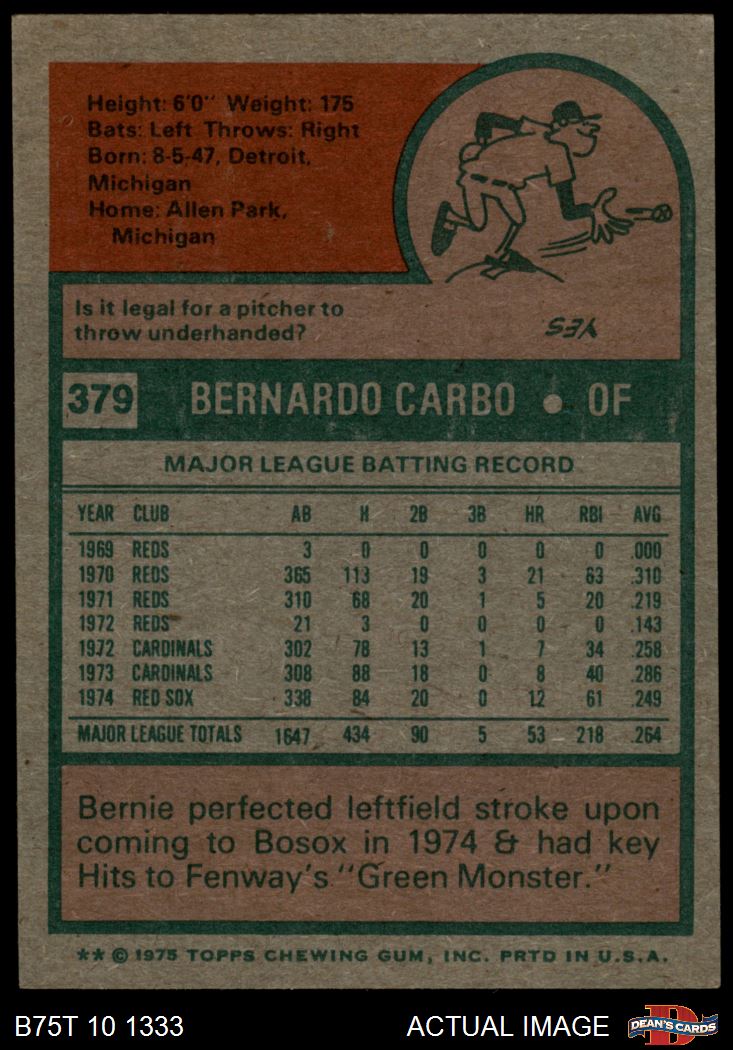 Height: 6'0" Weight: 175
Bats: Left Throws: Right
Born: 8-5-47, Detroit,
Michigan
Home: Allen Park,
Michigan
Is it legal for a pitcher to
throw underhanded?
YES
379 BERNARDO CARBO • OF
MAJOR LEAGUE BATTING RECORD
YEAR CLUB AB H 2B 3B HR RBI AVG
1969 REDS 3 0 0 0 0 0 .000
1970 REDS 365 113 19 3 21 63 .310
1971 REDS 310 68 20 1 5 20 .219
1972 REDS 21 3 0 0 0 0 .143
1972 CARDINALS 302 78 13 1 7 34 .258
1973 CARDINALS 308 88 18 0 8 40 .286
1974 RED SOX 338 84 20 0 12 61 .249
MAJOR LEAGUE TOTALS 1647 434 90 5 53 218 .264
Bernie perfected leftfield stroke upon
coming to Bosox in 1974 & had key
Hits to Fenway's "Green Monster."
** © 1975 TOPPS CHEWING GUM, INC. PRTD IN U.S.A.
B75T 10 1333 ACTUAL IMAGE D DEAN'S CARDS